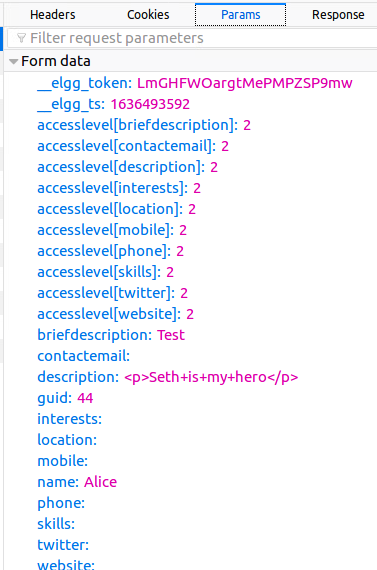 Headers Cookies Params Response
Filter request parameters
Form data
__elgg_token: LmGHFWOargtMePMPZSP9mw
__elgg_ts: 1636493592
accesslevel[briefdescription]: 2
accesslevel[contactemail]: 2
accesslevel[description]: 2
accesslevel[interests]: 2
accesslevel[location]: 2
accesslevel[mobile]: 2
accesslevel[phone]: 2
accesslevel[skills]: 2
accesslevel[twitter]: 2
accesslevel[website]: 2
briefdescription: Test
contactemail:
description: <p>Seth+is+my+hero</p>
guid: 44
interests:
location:
mobile:
name: Alice
phone:
skills:
twitter:
website: